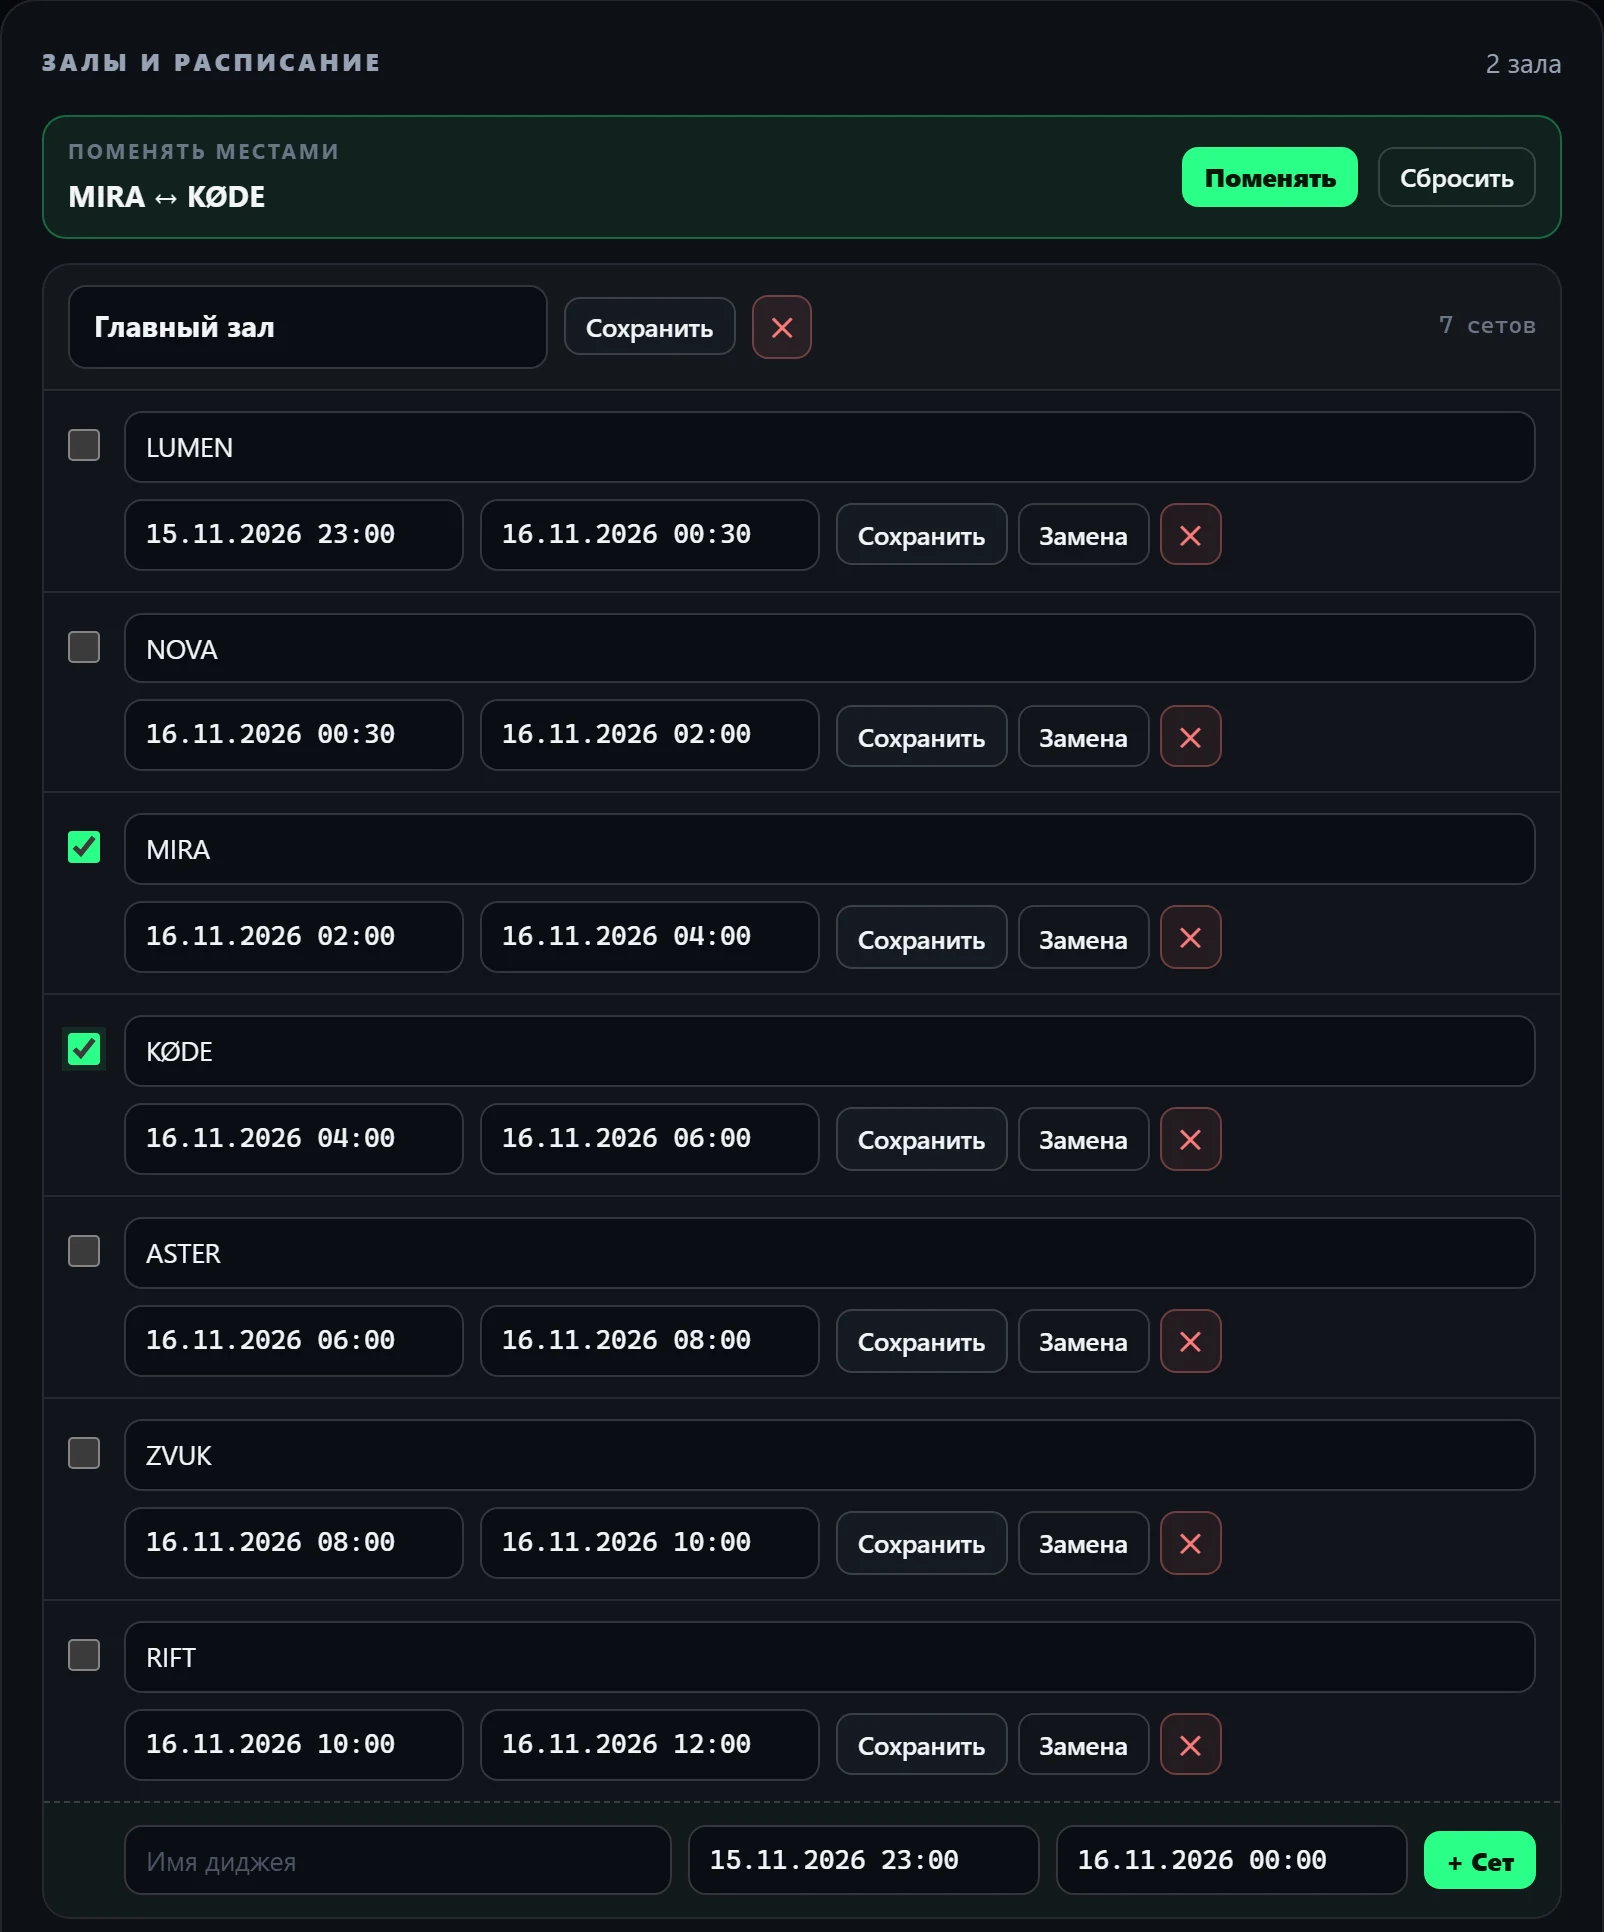 ЗАЛЫ И РАСПИСАНИЕ
2 зала
ПОМЕНЯТЬ МЕСТАМИ
MIRA ↔ KØDE
Поменять
Сбросить
Главный зал
Сохранить
7 сетов
LUMEN
15.11.2026 23:00 16.11.2026 00:30 Сохранить Замена
NOVA
16.11.2026 00:30 16.11.2026 02:00 Сохранить Замена
MIRA
16.11.2026 02:00 16.11.2026 04:00 Сохранить Замена
KØDE
16.11.2026 04:00 16.11.2026 06:00 Сохранить Замена
ASTER
16.11.2026 06:00 16.11.2026 08:00 Сохранить Замена
ZVUK
16.11.2026 08:00 16.11.2026 10:00 Сохранить Замена
RIFT
16.11.2026 10:00 16.11.2026 12:00 Сохранить Замена
Имя диджея 15.11.2026 23:00 16.11.2026 00:00 + Сет